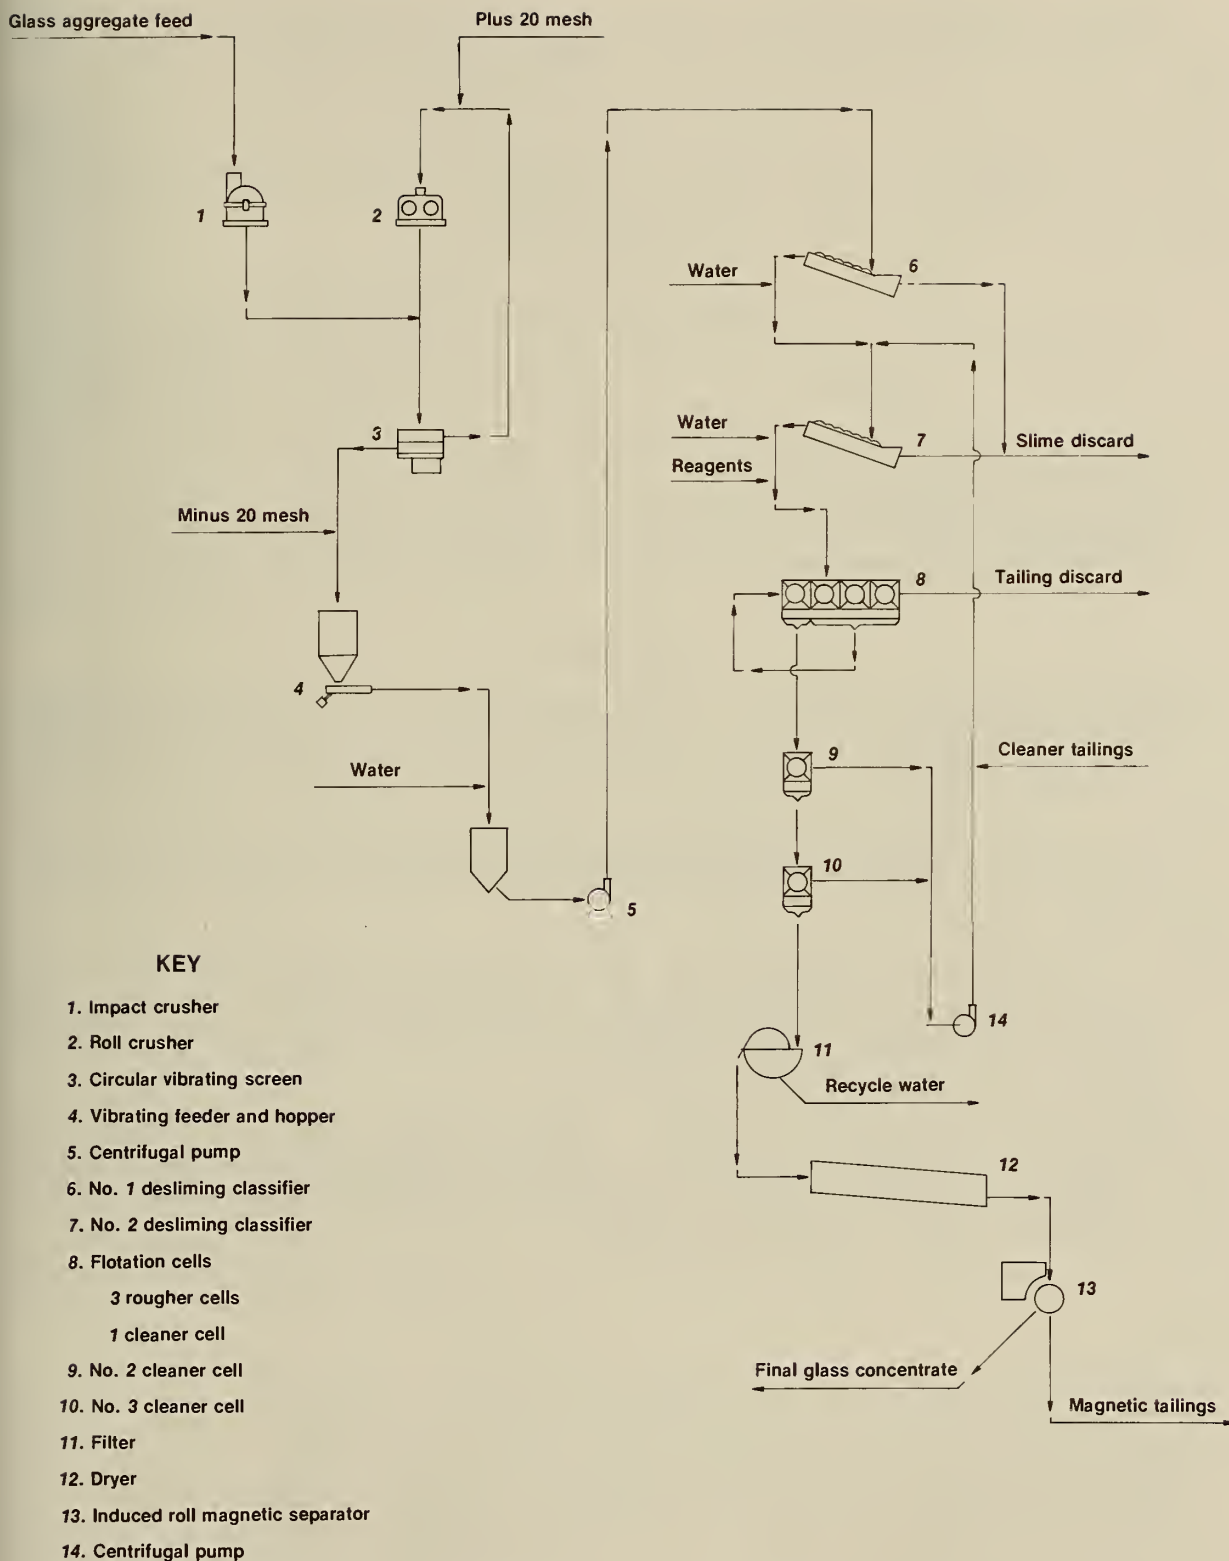 Glass aggregate feed
Plus 20 mesh
1
2
Water
6
3
Water
7
Slime discard
Reagents
Minus 20 mesh
8
Tailing discard
4
9
Cleaner tailings
Water
10
5
14
11
Recycle water
12
13
Final glass concentrate
Magnetic tailings
KEY
1. Impact crusher
2. Roll crusher
3. Circular vibrating screen
4. Vibrating feeder and hopper
5. Centrifugal pump
6. No. 1 desliming classifier
7. No. 2 desliming classifier
8. Flotation cells
3 rougher cells
1 cleaner cell
9. No. 2 cleaner cell
10. No. 3 cleaner cell
11. Filter
12. Dryer
13. Induced roll magnetic separator
14. Centrifugal pump